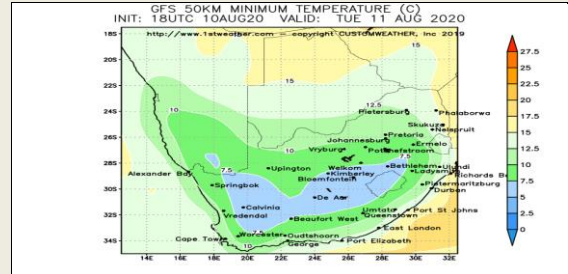 GFS 50KM MINIMUM TEMPERATURE (C)
INIT: 18UTC 10AUG20 VALID: TUE 11 AUG 2020
http://www.1stweather.com -- copyright CUSTOMWEATHER, Inc 2019
18S
20S
22S
24S
26S
28S
30S
32S
34S
14E 16E 18E 20E 22E 24E 26E 28E 30E 32E
15
15
12.5
10
10
7.5
7.5
7.5
10
Pietersburg
Phalaborwa
Skukuza
Nelspruit
Pretoria
Johannesburg
Ermelo
Vryburg
Potchefstroom
Welkom
Bethlehem
Ulundi
Upington
Kimberley
Ladysmith
Richards B
Alexander Bay
Bloemfontein
Springbok
Pietermaritzburg
Durban
De Aar
Calvinia
Umtata
Port St Johns
Vredendal
Beaufort West
Queenstown
East London
Cape Town
Worcester
Oudtshoorn
George
Port Elizabeth
27.5
25
22.5
20
17.5
15
12.5
10
7.5
5
2.5
0